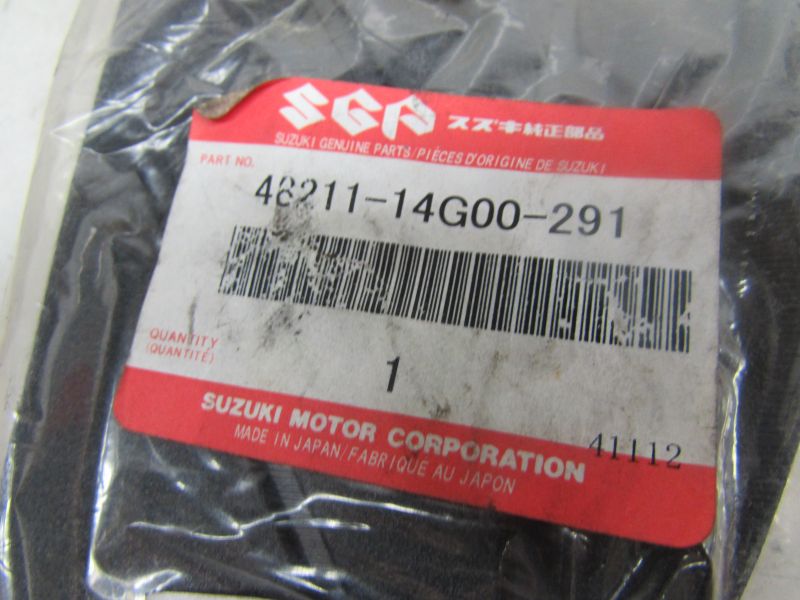 SGP スズキ純正部品
SUZUKI GENUINE PARTS/PIÈCES D'ORIGINE DE SUZUKI
PART NO.
48211-14G00-291
QUANTITY
(QUANTITÉ)
1
SUZUKI MOTOR CORPORATION
MADE IN JAPAN/FABRIQUE AU JAPON
41112